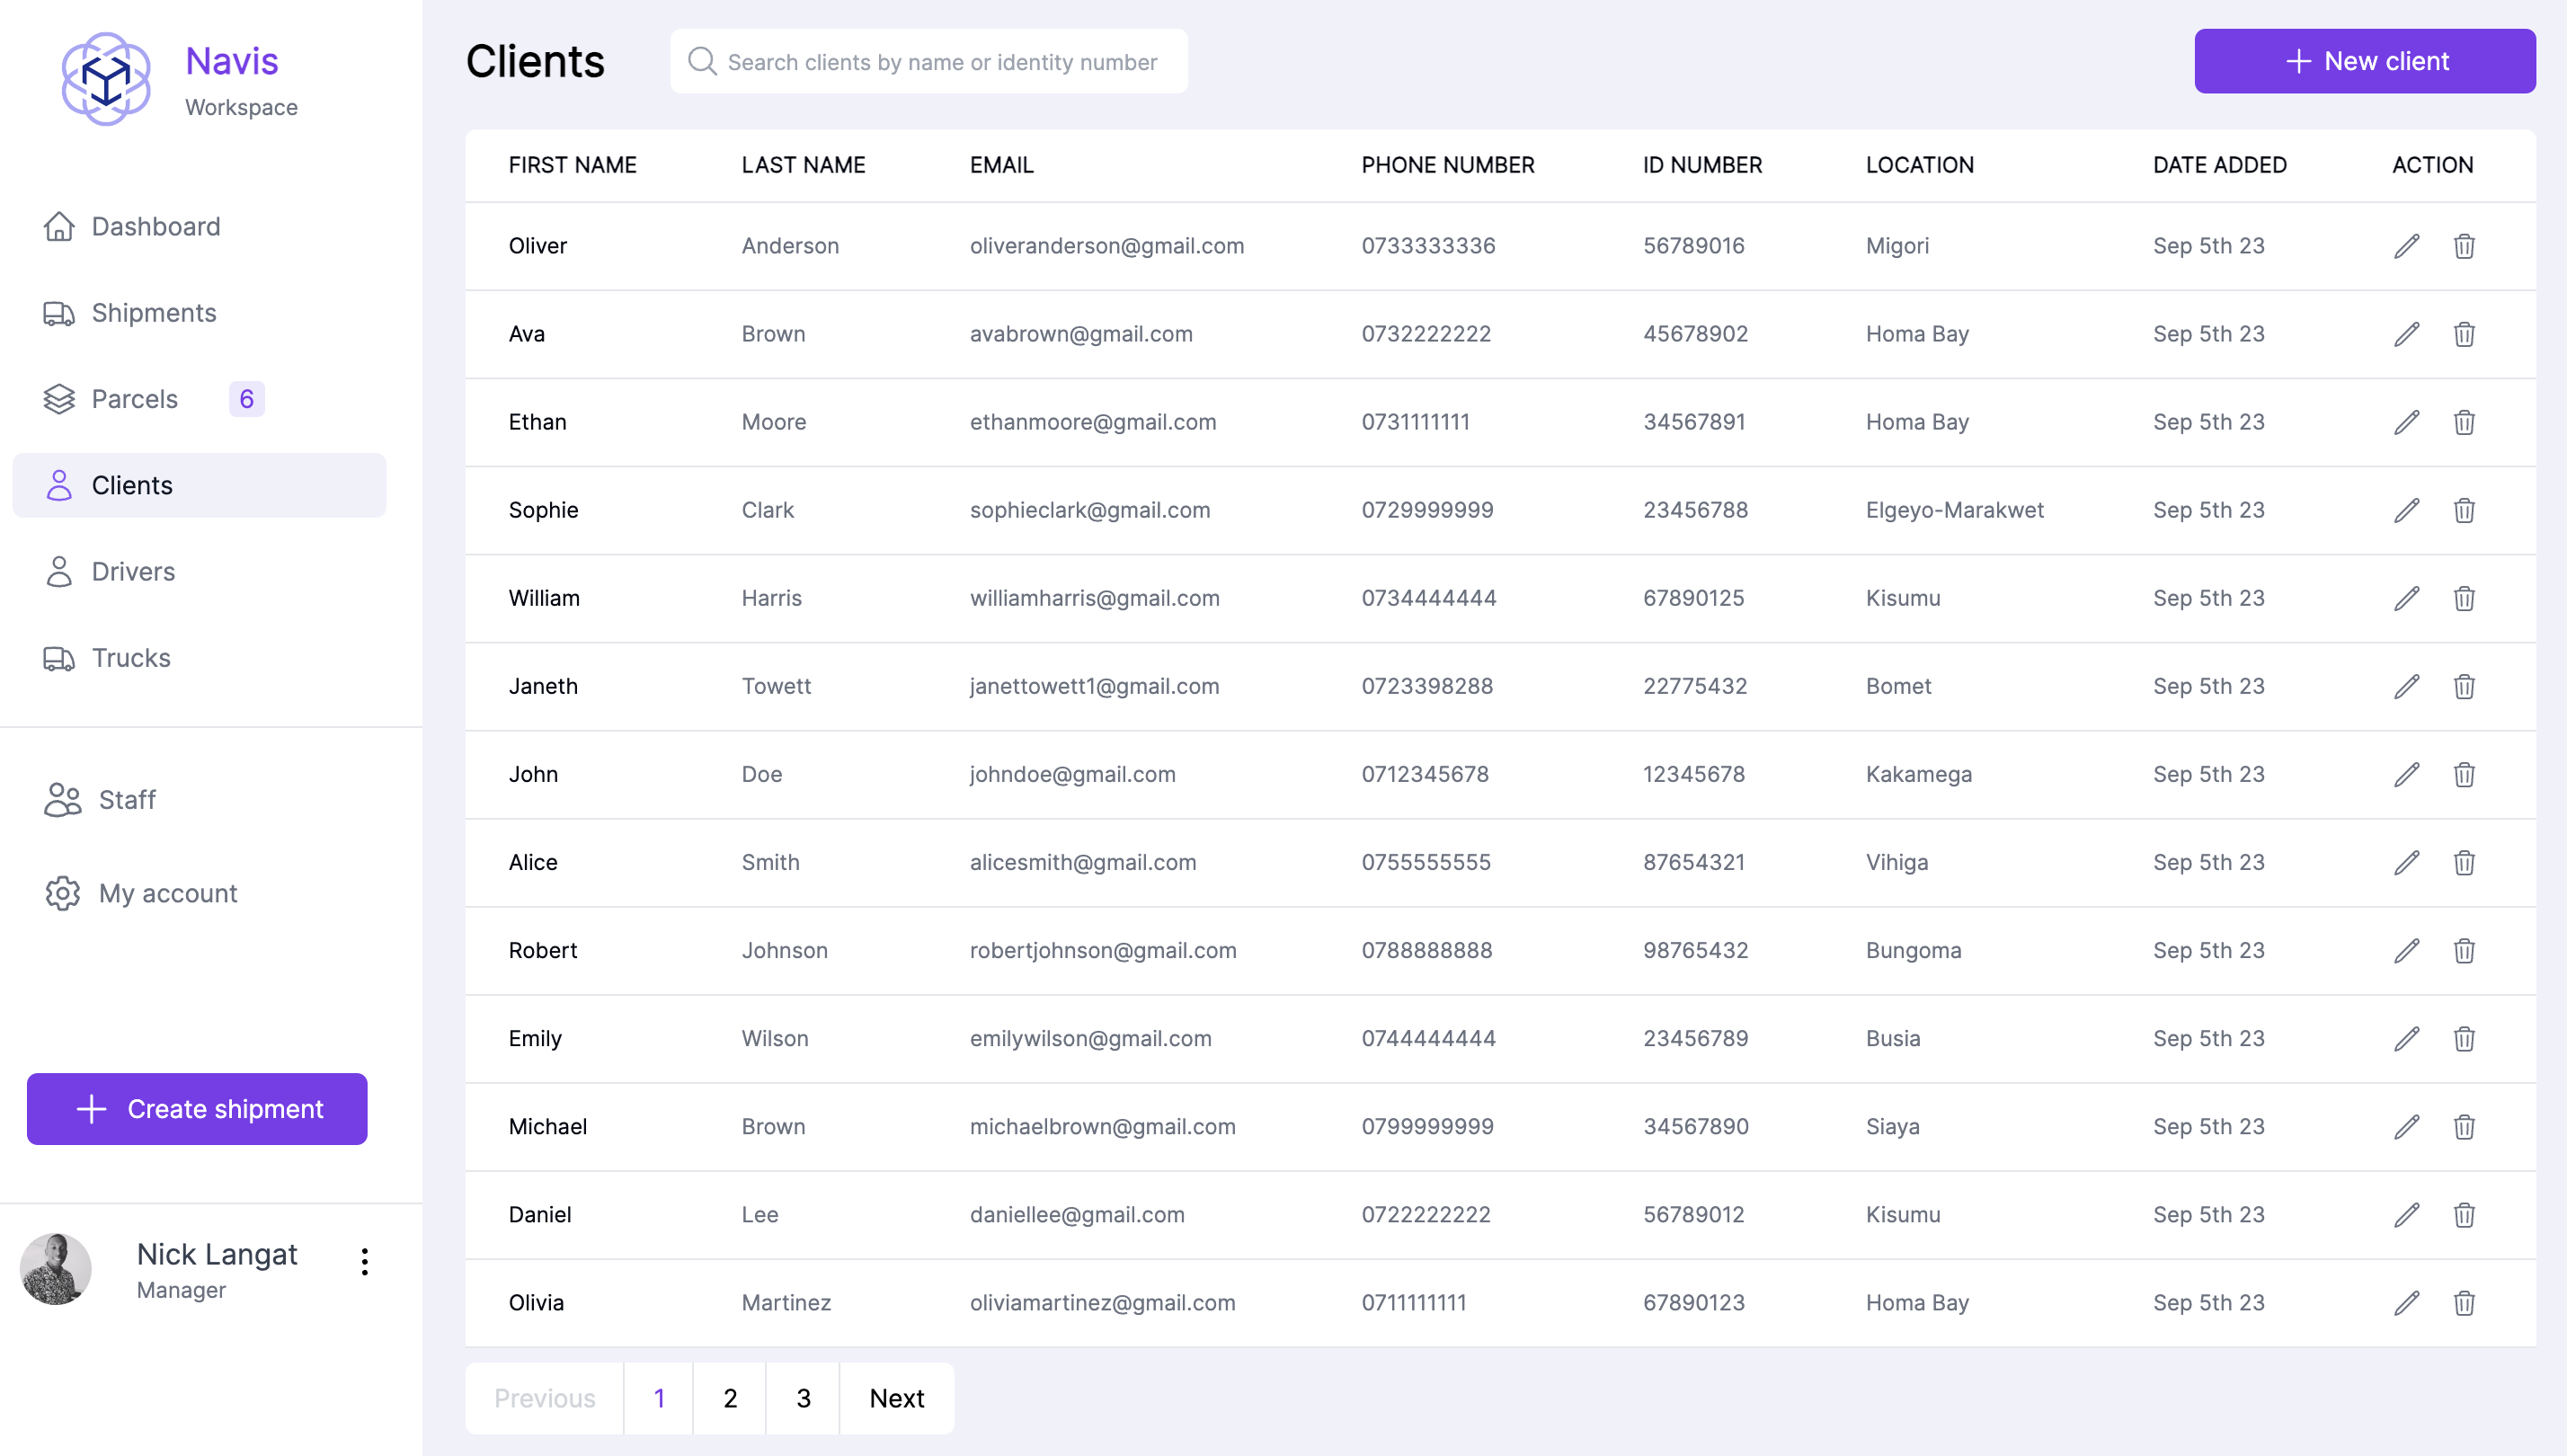 Navis
Workspace
Dashboard
Shipments
Parcels 6
Clients
Drivers
Trucks
Staff
My account
Create shipment
Nick Langat
Manager
Clients Search clients by name or identity number New client
FIRST NAME LAST NAME EMAIL PHONE NUMBER ID NUMBER LOCATION DATE ADDED ACTION
Oliver Anderson oliveranderson@gmail.com 0733333336 56789016 Migori Sep 5th 23
Ava Brown avabrown@gmail.com 0732222222 45678902 Homa Bay Sep 5th 23
Ethan Moore ethanmoore@gmail.com 0731111111 34567891 Homa Bay Sep 5th 23
Sophie Clark sophieclark@gmail.com 0729999999 23456788 Elgeyo-Marakwet Sep 5th 23
William Harris williamharris@gmail.com 0734444444 67890125 Kisumu Sep 5th 23
Janeth Towett janettowett1@gmail.com 0723398288 22775432 Bomet Sep 5th 23
John Doe johndoe@gmail.com 0712345678 12345678 Kakamega Sep 5th 23
Alice Smith alicesmith@gmail.com 0755555555 87654321 Vihiga Sep 5th 23
Robert Johnson robertjohnson@gmail.com 0788888888 98765432 Bungoma Sep 5th 23
Emily Wilson emilywilson@gmail.com 0744444444 23456789 Busia Sep 5th 23
Michael Brown michaelbrown@gmail.com 0799999999 34567890 Siaya Sep 5th 23
Daniel Lee daniellee@gmail.com 0722222222 56789012 Kisumu Sep 5th 23
Olivia Martinez oliviamartinez@gmail.com 0711111111 67890123 Homa Bay Sep 5th 23
Previous 1 2 3 Next